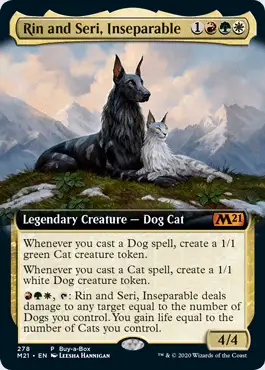 Rin and Seri, Inseparable 1
Legendary Creature — Dog Cat M21
Whenever you cast a Dog spell, create a 1/1
green Cat creature token.
Whenever you cast a Cat spell, create a 1/1
white Dog creature token.
, : Rin and Seri, Inseparable deals
damage to any target equal to the number of
Dogs you control. You gain life equal to the
number of Cats you control.
4/4
278 P Buy-a-Box
M21 • EN LEESHA HANNIGAN ™ & © 2020 Wizards of the Coast